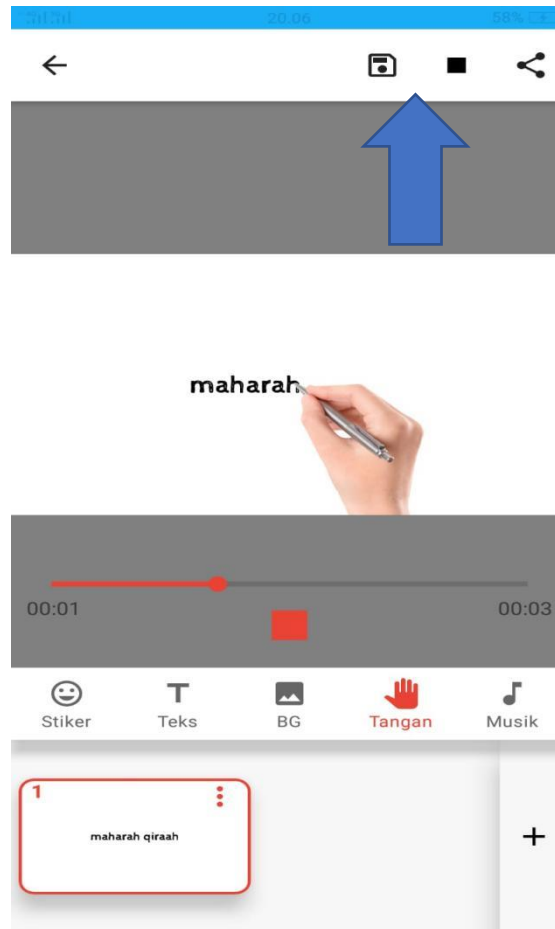 20.06 58%
maharah
00:01 00:03
Stiker Teks BG Tangan Musik
1
maharah qiraah